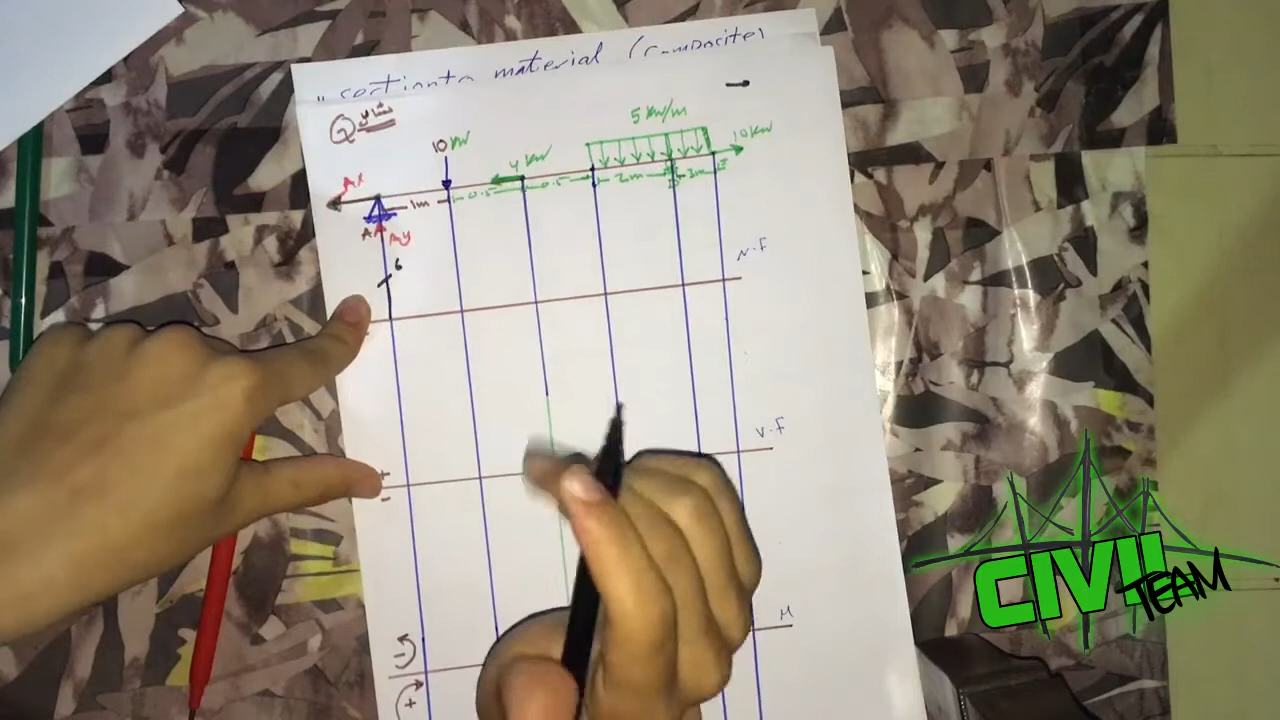 material (composite)
Q
5 kN/m
10 kN
10 kN
4 kN
Ax
1m
0.5
0.5
2m
3m
E
A
Ay
6
N.F
+
-
V.F
M
(-)
(+)
CIVIL
TEAM